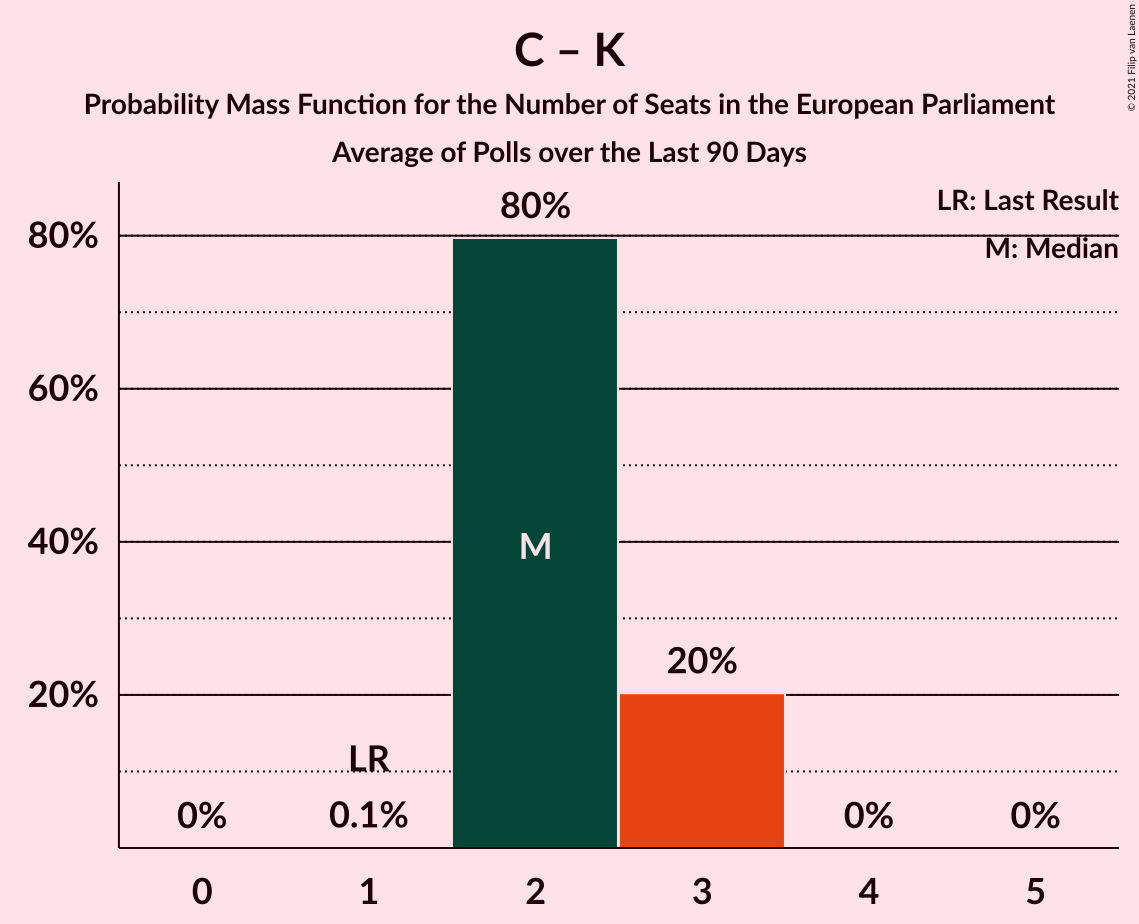 C – K
Probability Mass Function for the Number of Seats in the European Parliament
Average of Polls over the Last 90 Days
© 2021 Filip van Laenen
LR: Last Result
M: Median
80%
60%
40%
20%
80%
M
20%
LR
0%
0.1%
0%
0%
0 1 2 3 4 5